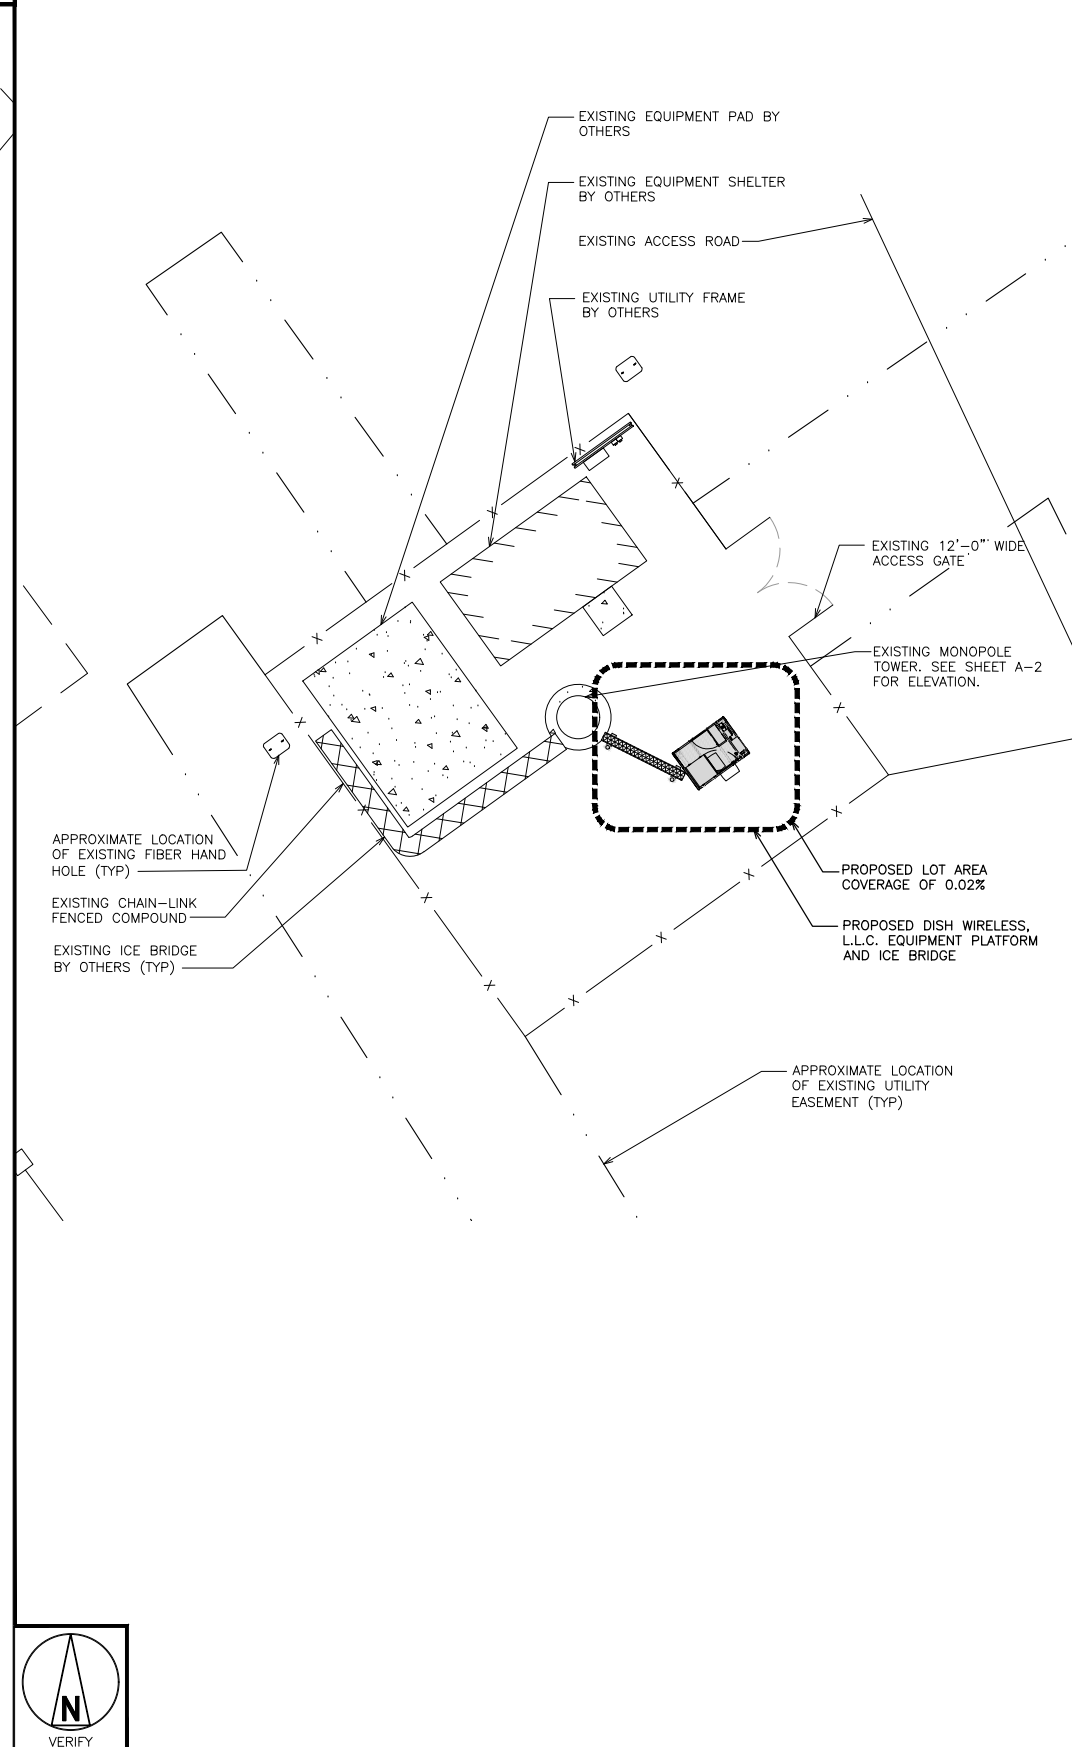 EXISTING EQUIPMENT PAD BY
OTHERS
EXISTING EQUIPMENT SHELTER
BY OTHERS
EXISTING ACCESS ROAD
EXISTING UTILITY FRAME
BY OTHERS
EXISTING 12'-0" WIDE
ACCESS GATE
EXISTING MONOPOLE
TOWER. SEE SHEET A-2
FOR ELEVATION.
APPROXIMATE LOCATION
OF EXISTING FIBER HAND
HOLE (TYP)
EXISTING CHAIN-LINK
FENCED COMPOUND
EXISTING ICE BRIDGE
BY OTHERS (TYP)
PROPOSED LOT AREA
COVERAGE OF 0.02%
PROPOSED DISH WIRELESS,
L.L.C. EQUIPMENT PLATFORM
AND ICE BRIDGE
APPROXIMATE LOCATION
OF EXISTING UTILITY
EASEMENT (TYP)
N
VERIFY